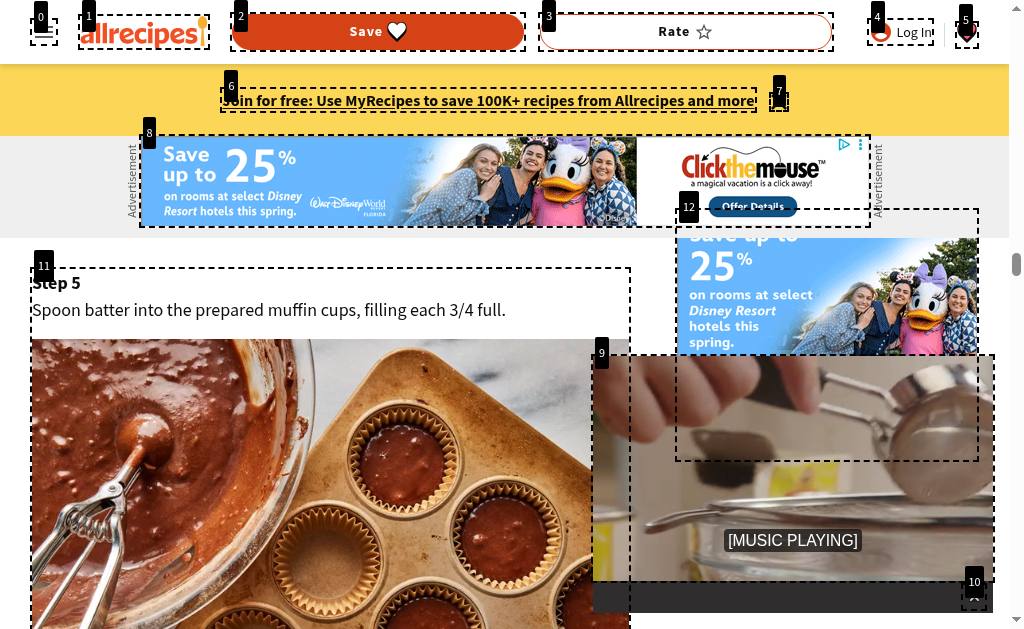 0
1
2
3
4
5
allrecipes
Save
Rate
Log In
6
7
Join for free: Use MyRecipes to save 100K+ recipes from Allrecipes and more
8
Advertisement
Save
up to 25%
on rooms at select Disney
Resort hotels this spring.
Walt Disney World
FLORIDA
©Disney
Clickthemouse™
a magical vacation is a click away!
Offer Details
Advertisement
12
save up to
25%
on rooms at select
Disney Resort
hotels this
spring.
11
Step 5
Spoon batter into the prepared muffin cups, filling each 3/4 full.
9
[MUSIC PLAYING]
10